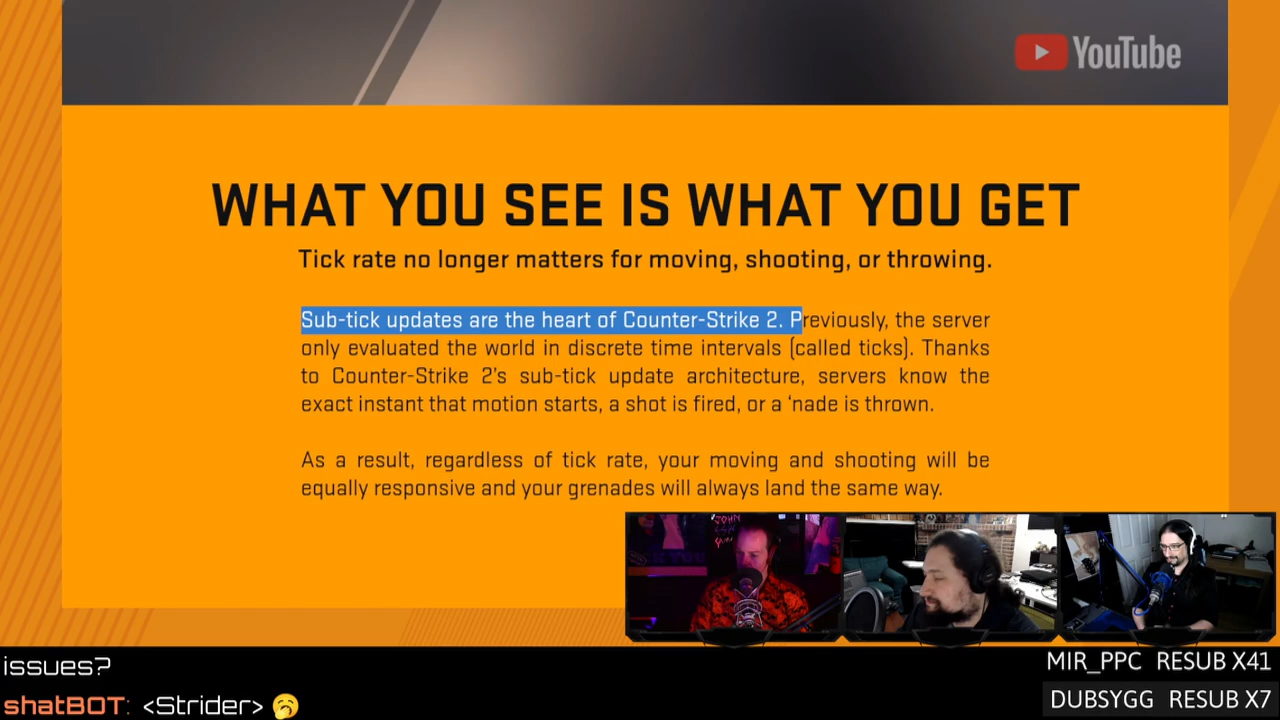 YouTube
WHAT YOU SEE IS WHAT YOU GET
Tick rate no longer matters for moving, shooting, or throwing.
Sub-tick updates are the heart of Counter-Strike 2. Previously, the server
only evaluated the world in discrete time intervals (called ticks). Thanks
to Counter-Strike 2's sub-tick update architecture, servers know the
exact instant that motion starts, a shot is fired, or a ‘nade is thrown.
As a result, regardless of tick rate, your moving and shooting will be
equally responsive and your grenades will always land the same way.
JOHN
issues?
MIR_PPC RESUB X41
shatBOT: <Strider> 🥱
DUBSYGG RESUB X7